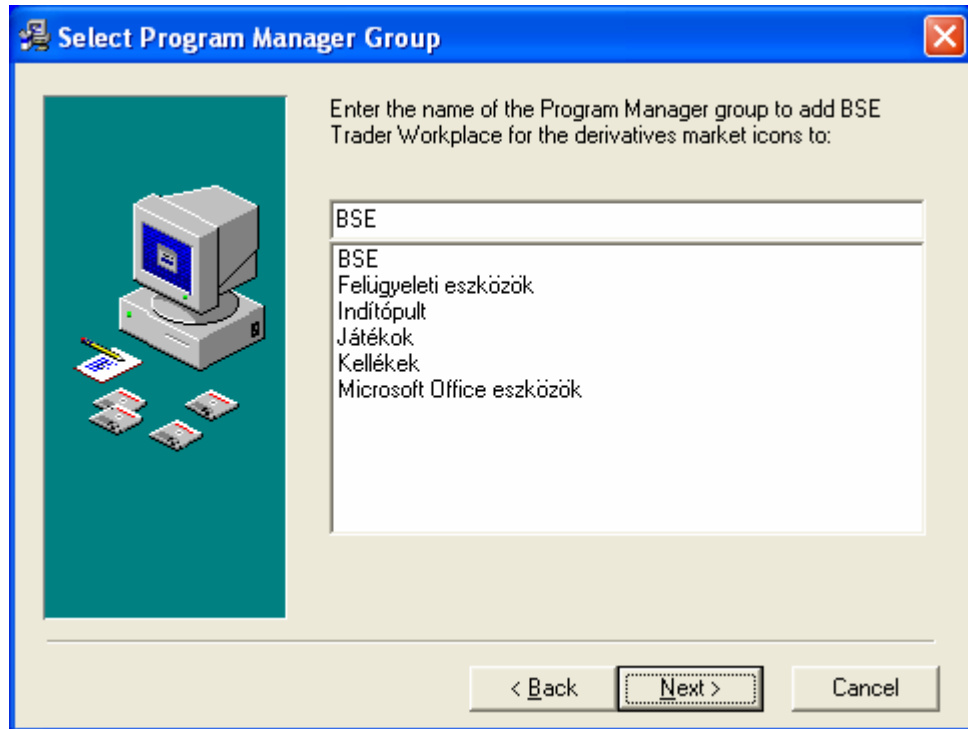 Select Program Manager Group
Enter the name of the Program Manager group to add BSE
Trader Workplace for the derivatives market icons to:
BSE
BSE
Felügyeleti eszközök
Indítópult
Játékok
Kellékek
Microsoft Office eszközök
< Back
Next >
Cancel